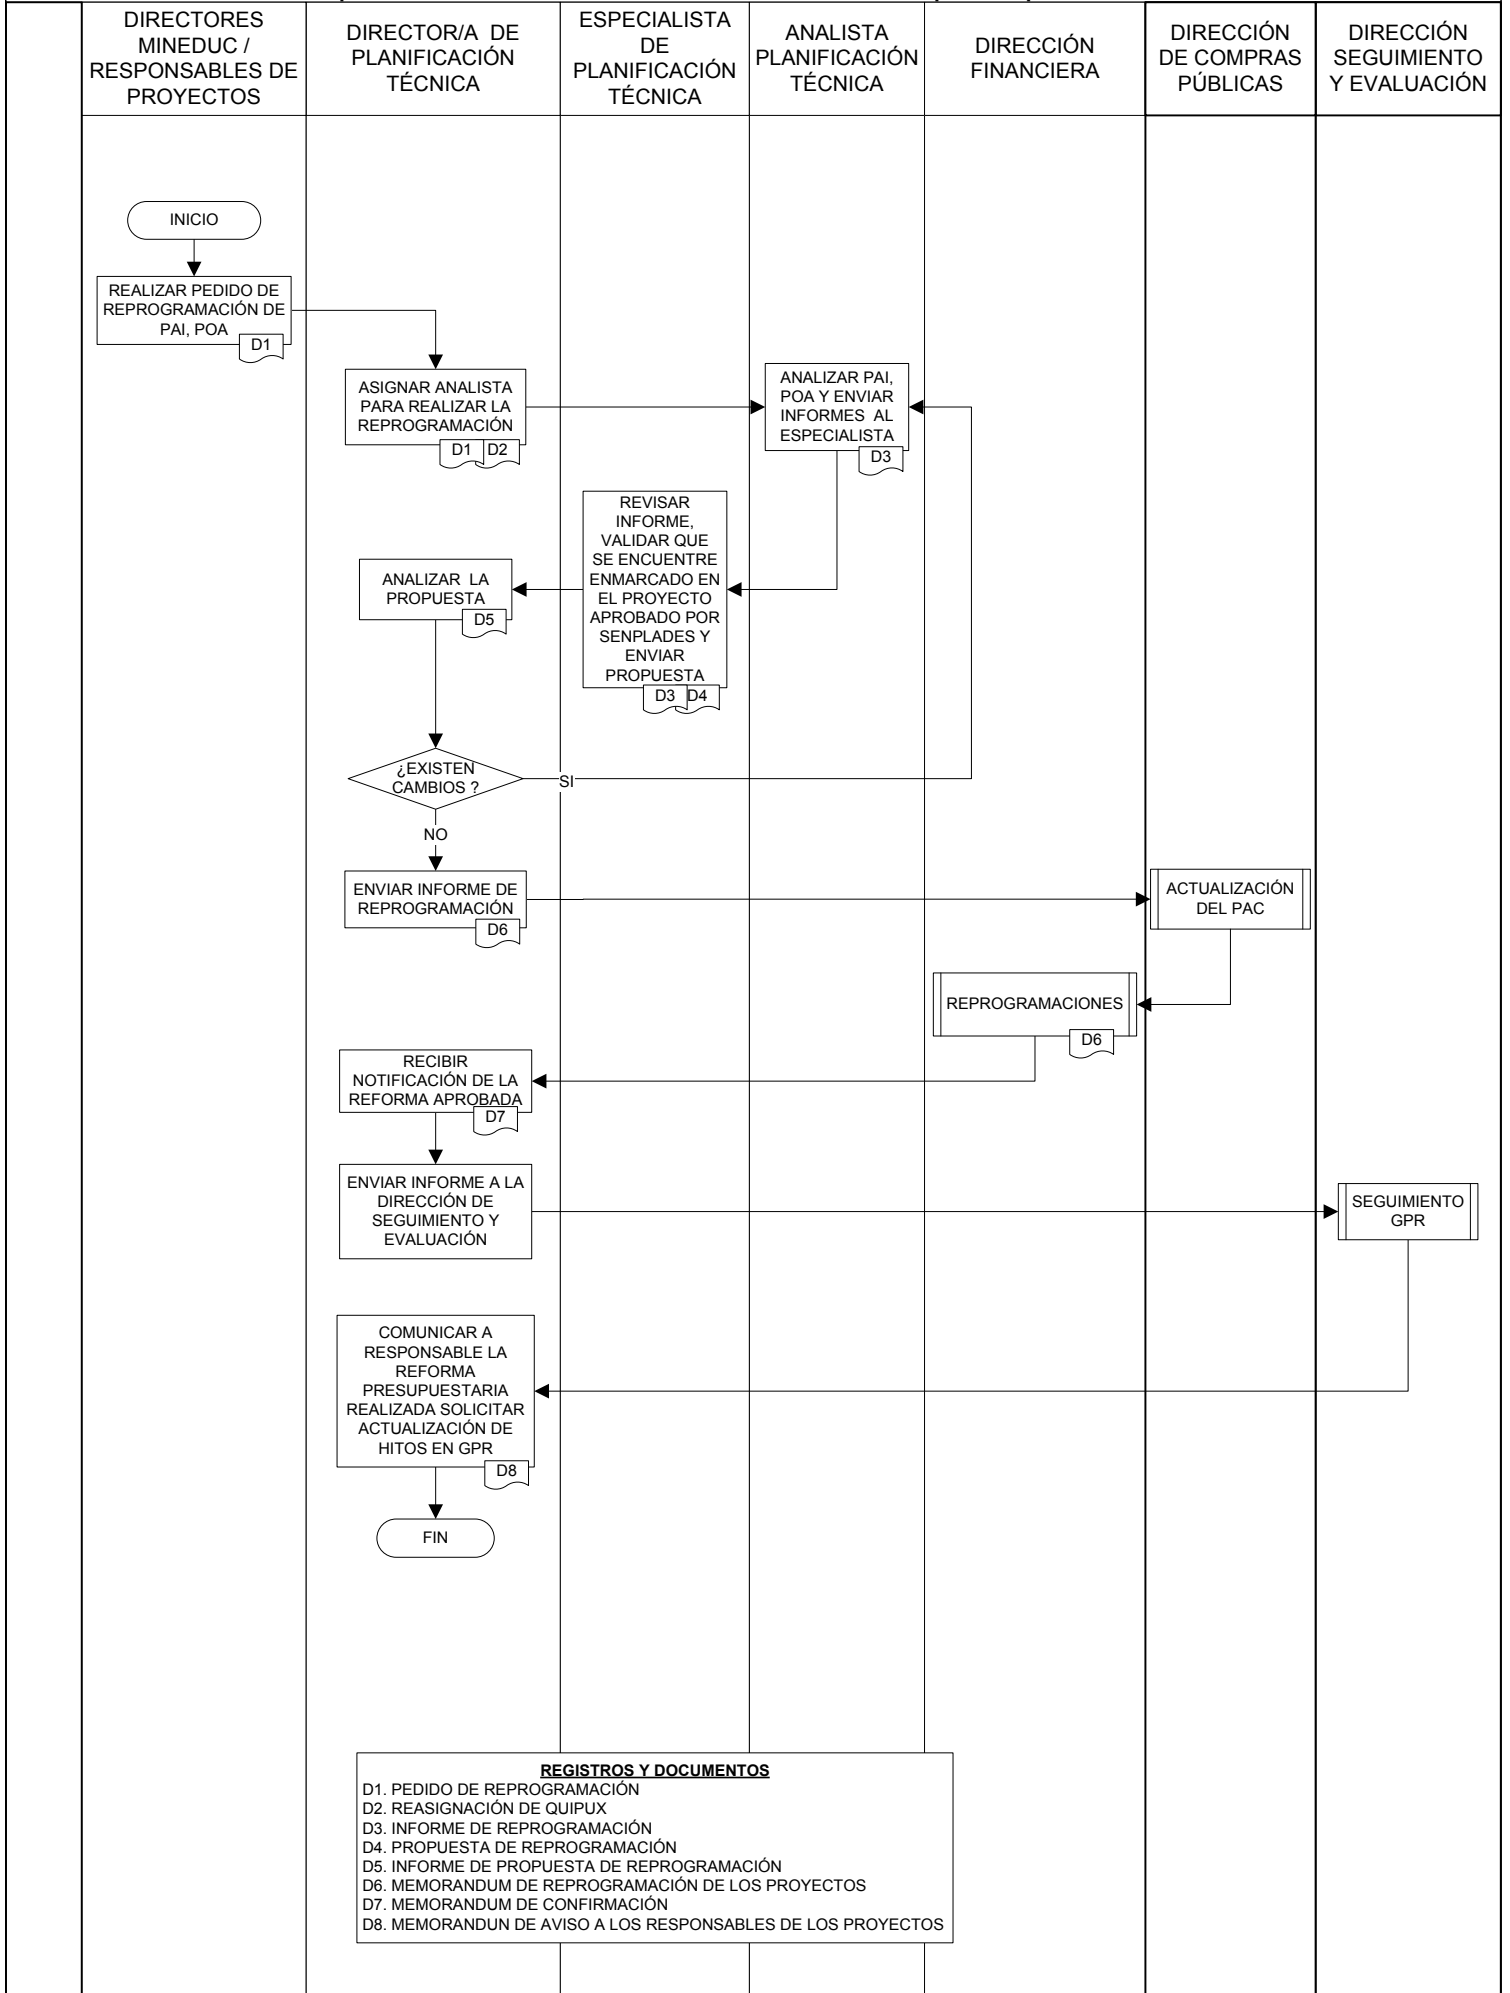 DIRECTORES
MINEDUC /
RESPONSABLES DE
PROYECTOS
DIRECTOR/A  DE
PLANIFICACIÓN
TÉCNICA
ESPECIALISTA
DE
PLANIFICACIÓN
TÉCNICA
ANALISTA
PLANIFICACIÓN
TÉCNICA
DIRECCIÓN
FINANCIERA
DIRECCIÓN
DE COMPRAS
PÚBLICAS
DIRECCIÓN
SEGUIMIENTO
Y EVALUACIÓN
INICIO
REALIZAR PEDIDO DE
REPROGRAMACIÓN DE
PAI, POA
D1
ASIGNAR ANALISTA
PARA REALIZAR LA
REPROGRAMACIÓN
D1
D2
ANALIZAR PAI,
POA Y ENVIAR
INFORMES  AL
ESPECIALISTA
D3
REVISAR
INFORME,
VALIDAR QUE
SE ENCUENTRE
ENMARCADO EN
EL PROYECTO
APROBADO POR
SENPLADES Y
ENVIAR
PROPUESTA
D3
D4
ANALIZAR  LA
PROPUESTA
D5
¿EXISTEN
CAMBIOS ?
SI
NO
ENVIAR INFORME DE
REPROGRAMACIÓN
D6
ACTUALIZACIÓN
DEL PAC
REPROGRAMACIONES
D6
RECIBIR
NOTIFICACIÓN DE LA
REFORMA APROBADA
D7
ENVIAR INFORME A LA
DIRECCIÓN DE
SEGUIMIENTO Y
EVALUACIÓN
SEGUIMIENTO
GPR
COMUNICAR A
RESPONSABLE LA
REFORMA
PRESUPUESTARIA
REALIZADA SOLICITAR
ACTUALIZACIÓN DE
HITOS EN GPR
D8
FIN
REGISTROS Y DOCUMENTOS
D1. PEDIDO DE REPROGRAMACIÓN
D2. REASIGNACIÓN DE QUIPUX
D3. INFORME DE REPROGRAMACIÓN
D4. PROPUESTA DE REPROGRAMACIÓN
D5. INFORME DE PROPUESTA DE REPROGRAMACIÓN
D6. MEMORANDUM DE REPROGRAMACIÓN DE LOS PROYECTOS
D7. MEMORANDUM DE CONFIRMACIÓN
D8. MEMORANDUN DE AVISO A LOS RESPONSABLES DE LOS PROYECTOS